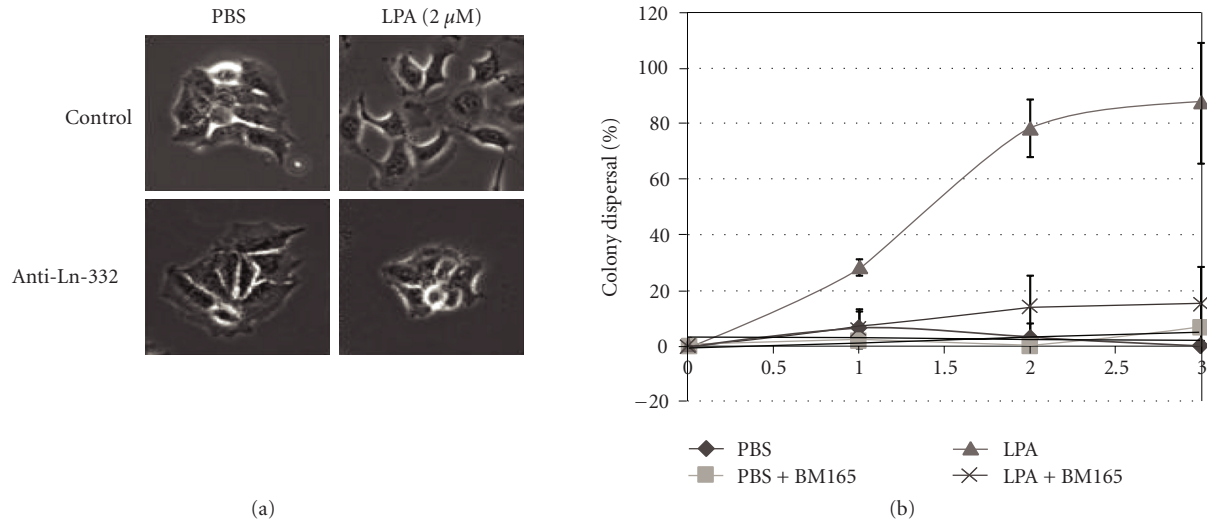 PBS
LPA (2 μM)
Control
Anti-Ln-332
(a)
Colony dispersal (%)
120
100
80
60
40
20
0
−20
0
0.5
1
1.5
2
2.5
3
PBS
LPA
PBS + BM165
LPA + BM165
(b)